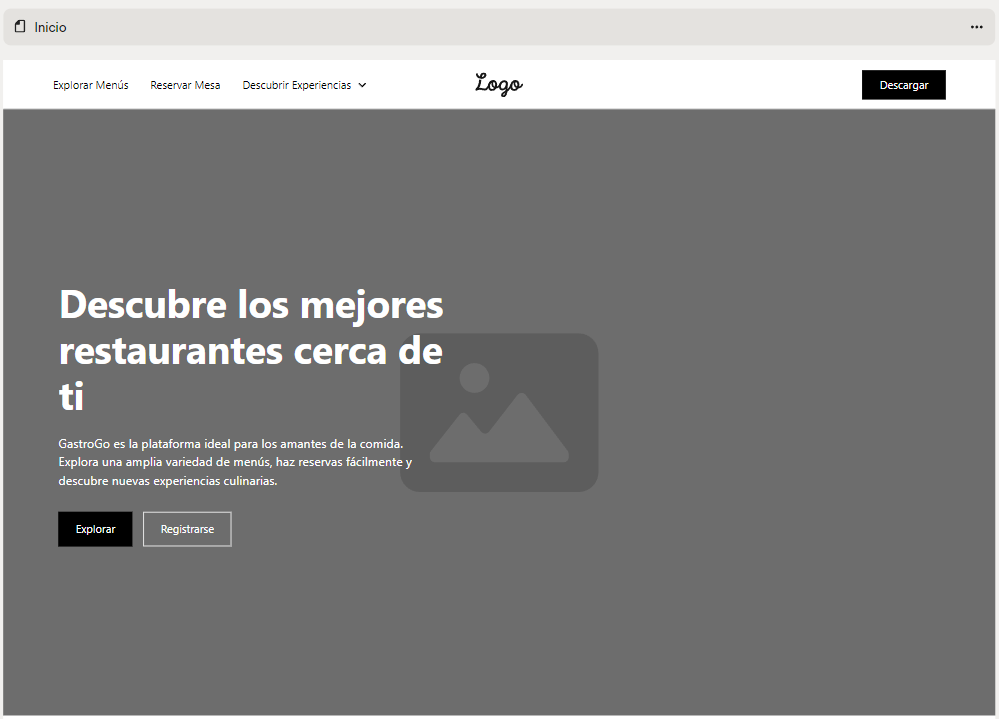 Inicio
Explorar Menús
Reservar Mesa
Descubrir Experiencias
Logo
Descargar
Descubre los mejores
restaurantes cerca de
ti
GastroGo es la plataforma ideal para los amantes de la comida.
Explora una amplia variedad de menús, haz reservas fácilmente y
descubre nuevas experiencias culinarias.
Explorar
Registrarse